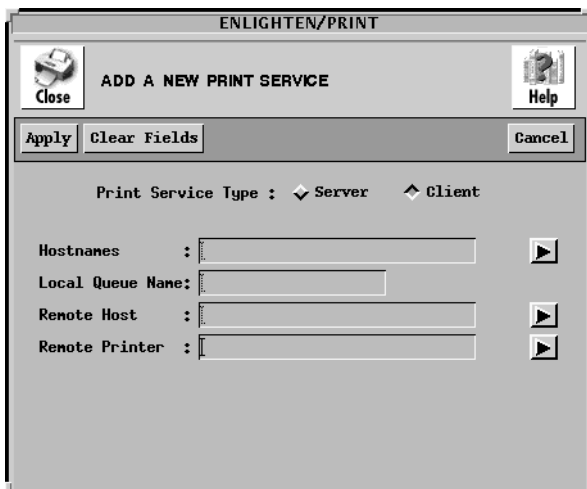 ENLIGHTEN/PRINT
Close
ADD A NEW PRINT SERVICE
Help
Apply Clear Fields Cancel
Print Service Type : Server Client
Hostnames :
Local Queue Name:
Remote Host :
Remote Printer :